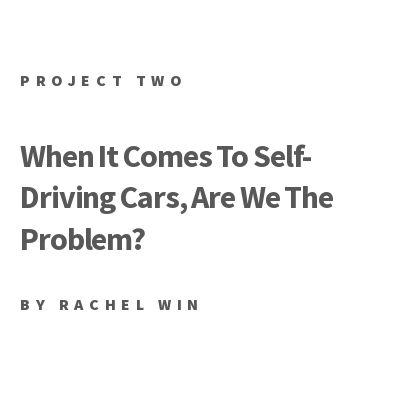 PROJECT TWO
When It Comes To Self-
Driving Cars, Are We The
Problem?
BY RACHEL WIN